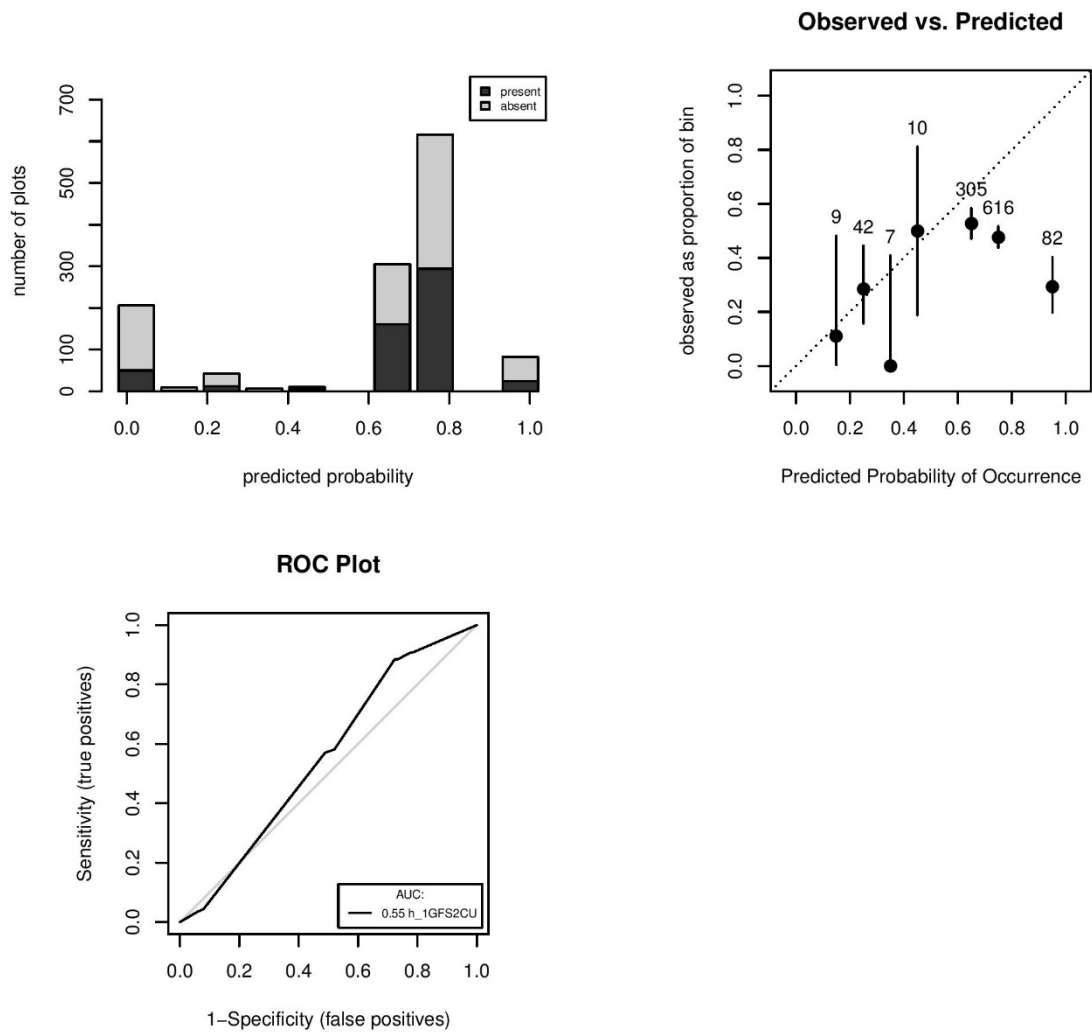 Observed vs. Predicted
number of plots
700
500
300
100
0
present
absent
0.0 0.2 0.4 0.6 0.8 1.0
predicted probability
observed as proportion of bin
1.0
0.8
0.6
0.4
0.2
0.0
9
42
7
10
305
616
82
0.0 0.2 0.4 0.6 0.8 1.0
Predicted Probability of Occurrence
ROC Plot
Sensitivity (true positives)
1.0
0.8
0.6
0.4
0.2
0.0
AUC:
0.55 h_1GFS2CU
0.0 0.2 0.4 0.6 0.8 1.0
1−Specificity (false positives)